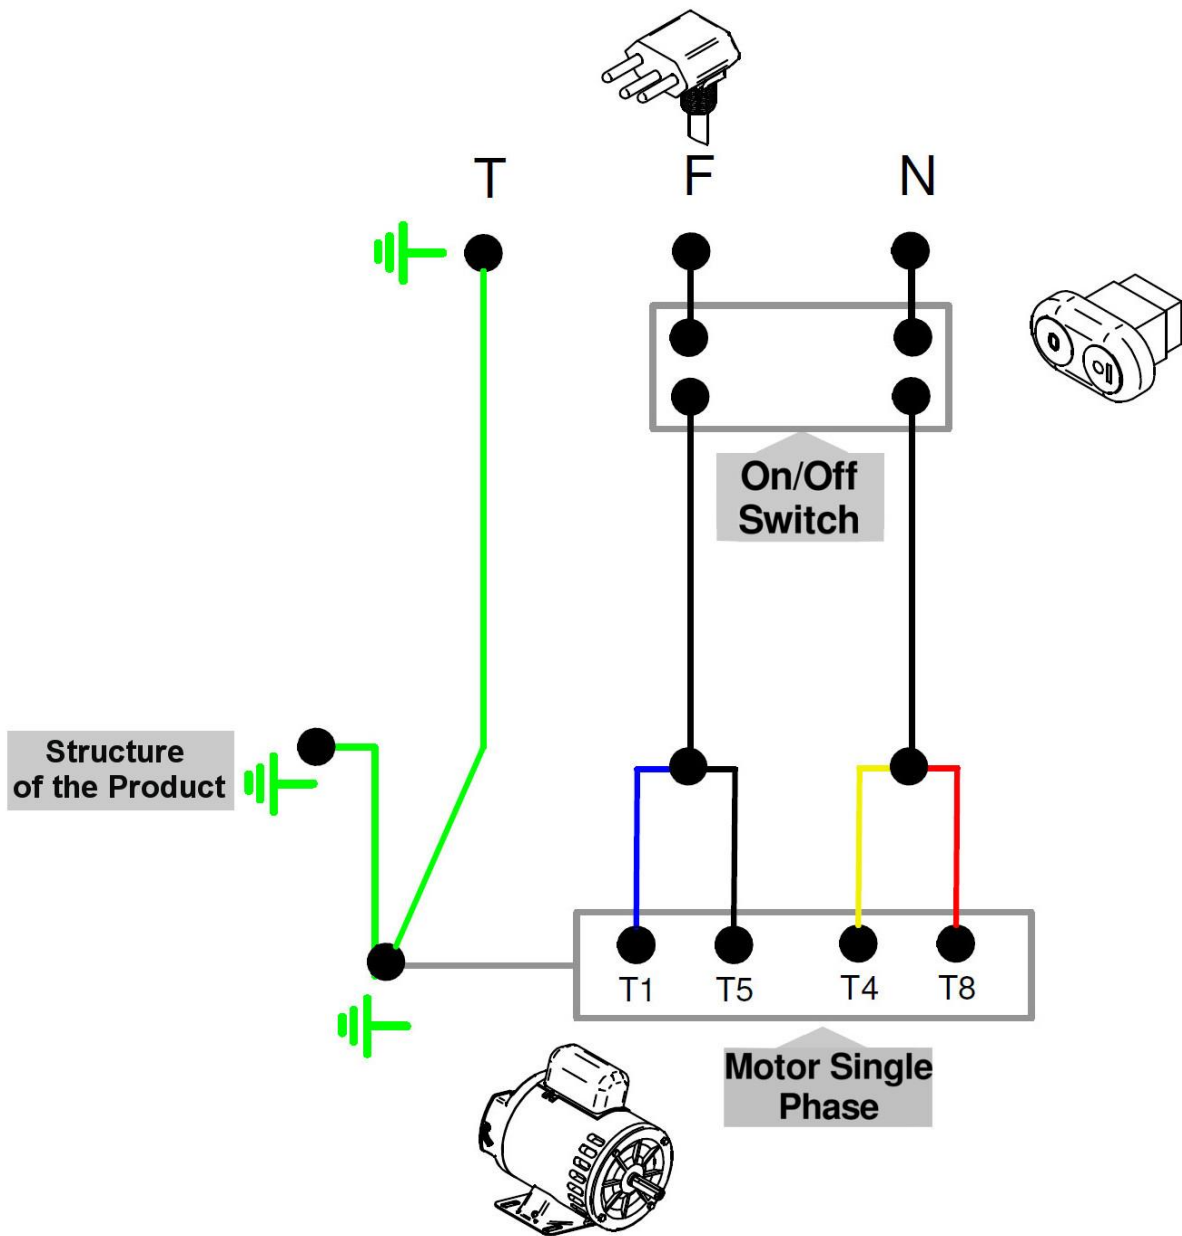 T F N
On/Off
Switch
Structure
of the Product
T1 T5 T4 T8
Motor Single
Phase